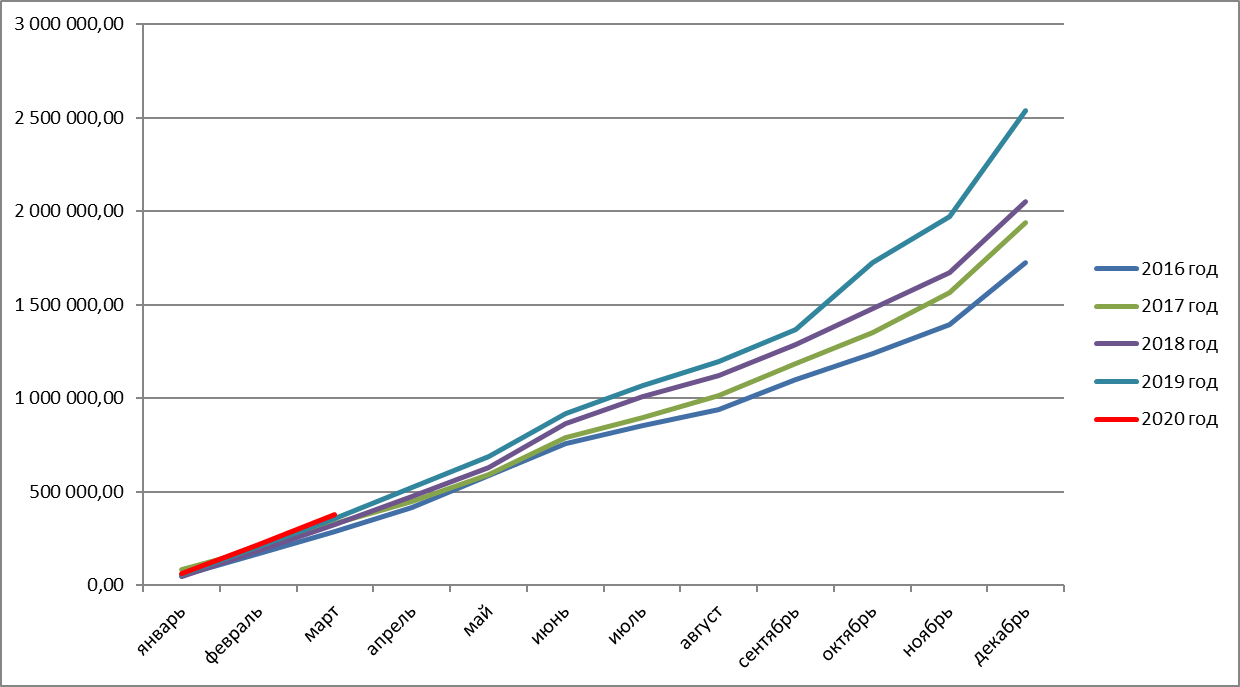 3 000 000,00
2 500 000,00
2 000 000,00
1 500 000,00
1 000 000,00
500 000,00
0,00
январь
февраль
март
апрель
май
июнь
июль
август
сентябрь
октябрь
ноябрь
декабрь
2016 год
2017 год
2018 год
2019 год
2020 год